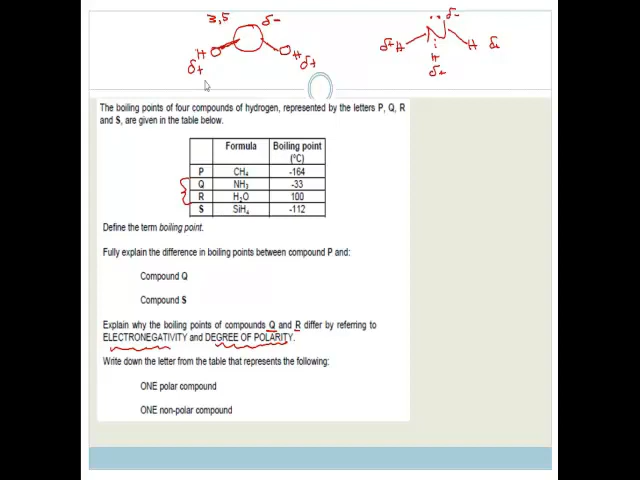 3,5 δ- δ-
H H δ+H N H δ+
δ+ δ+ H
δ+
The boiling points of four compounds of hydrogen, represented by the letters P, Q, R
and S, are given in the table below.
Formula Boiling point (°C)
P CH₄ -164
Q NH₃ -33
R H₂O 100
S SiH₄ -112
Define the term boiling point.
Fully explain the difference in boiling points between compound P and:
Compound Q
Compound S
Explain why the boiling points of compounds Q and R differ by referring to
ELECTRONEGATIVITY and DEGREE OF POLARITY.
Write down the letter from the table that represents the following:
ONE polar compound
ONE non-polar compound